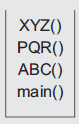 XYZ()
PQR()
ABC()
main()